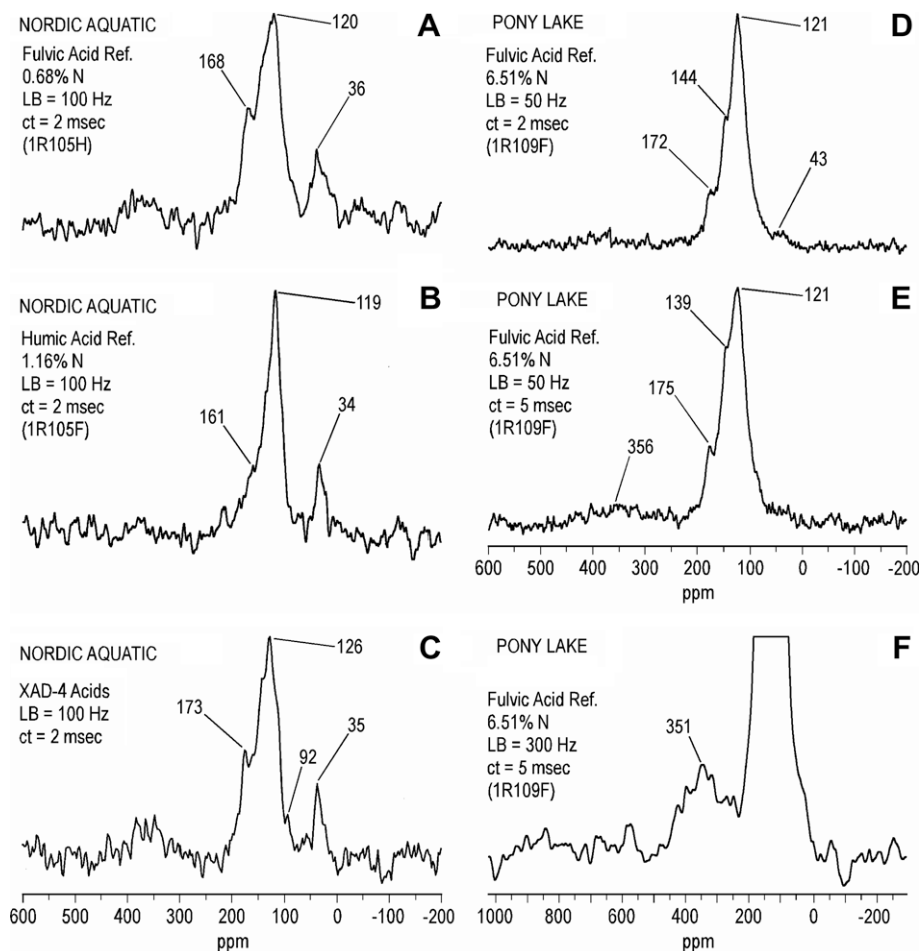 NORDIC AQUATIC
A
Fulvic Acid Ref.
0.68% N
LB = 100 Hz
ct = 2 msec
(1R105H)
120
168
36
NORDIC AQUATIC
B
Humic Acid Ref.
1.16% N
LB = 100 Hz
ct = 2 msec
(1R105F)
119
161
34
NORDIC AQUATIC
C
XAD-4 Acids
LB = 100 Hz
ct = 2 msec
126
173
92
35
600 500 400 300 200 100 0 -100 -200
ppm
PONY LAKE
D
Fulvic Acid Ref.
6.51% N
LB = 50 Hz
ct = 2 msec
(1R109F)
121
144
172
43
PONY LAKE
E
Fulvic Acid Ref.
6.51% N
LB = 50 Hz
ct = 5 msec
(1R109F)
139
121
175
356
600 500 400 300 200 100 0 -100 -200
ppm
PONY LAKE
F
Fulvic Acid Ref.
6.51% N
LB = 300 Hz
ct = 5 msec
(1R109F)
351
1000 800 600 400 200 0 -200
ppm